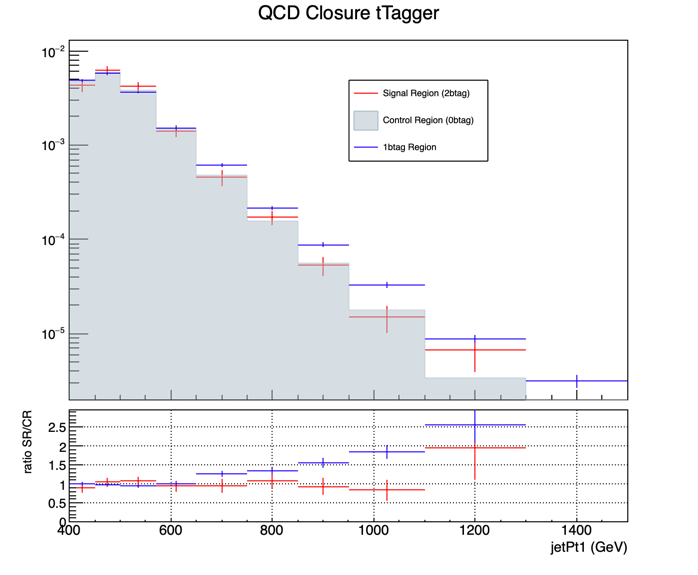 QCD Closure tTagger
10−2
Signal Region (2btag)
Control Region (0btag)
10−3
1btag Region
10−4
10−5
ratio SR/CR
2.5
2
1.5
1
0.5
0
400 600 800 1000 1200 1400
jetPt1 (GeV)